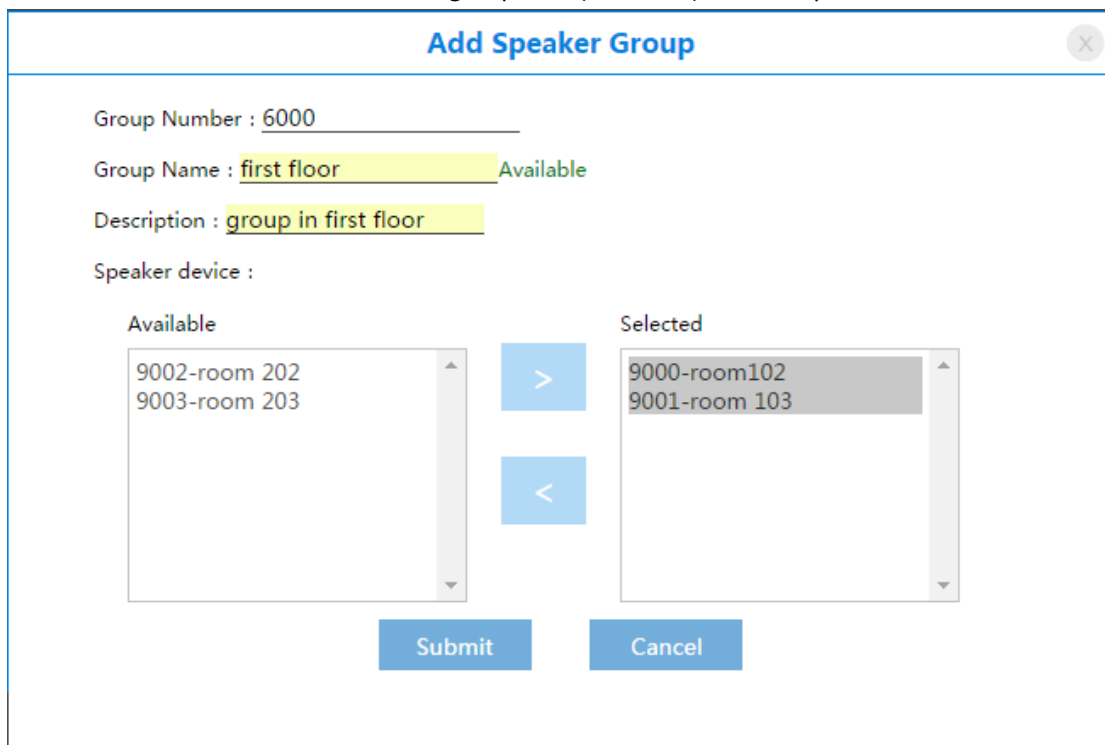 Add Speaker Group
X
Group Number : 6000
Group Name : first floor Available
Description : group in first floor
Speaker device :
Available
Selected
9002-room 202
9003-room 203
>
<
9000-room102
9001-room 103
Submit
Cancel